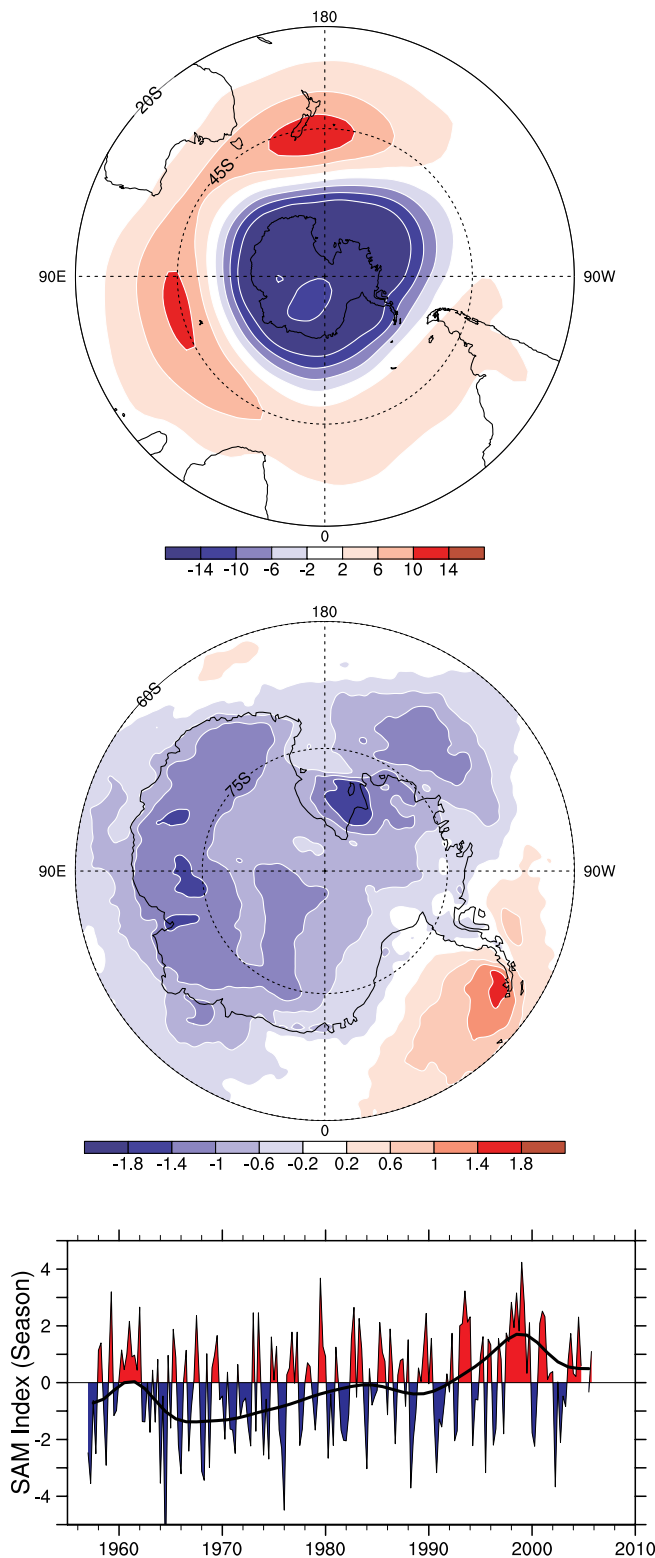 180
20S
45S
90E 90W
0
-14 -10 -6 -2 2 6 10 14
180
60S
75S
90E 90W
0
-1.8 -1.4 -1 -0.6 -0.2 0.2 0.6 1 1.4 1.8
SAM Index (Season)
4
2
0
-2
-4
1960 1970 1980 1990 2000 2010